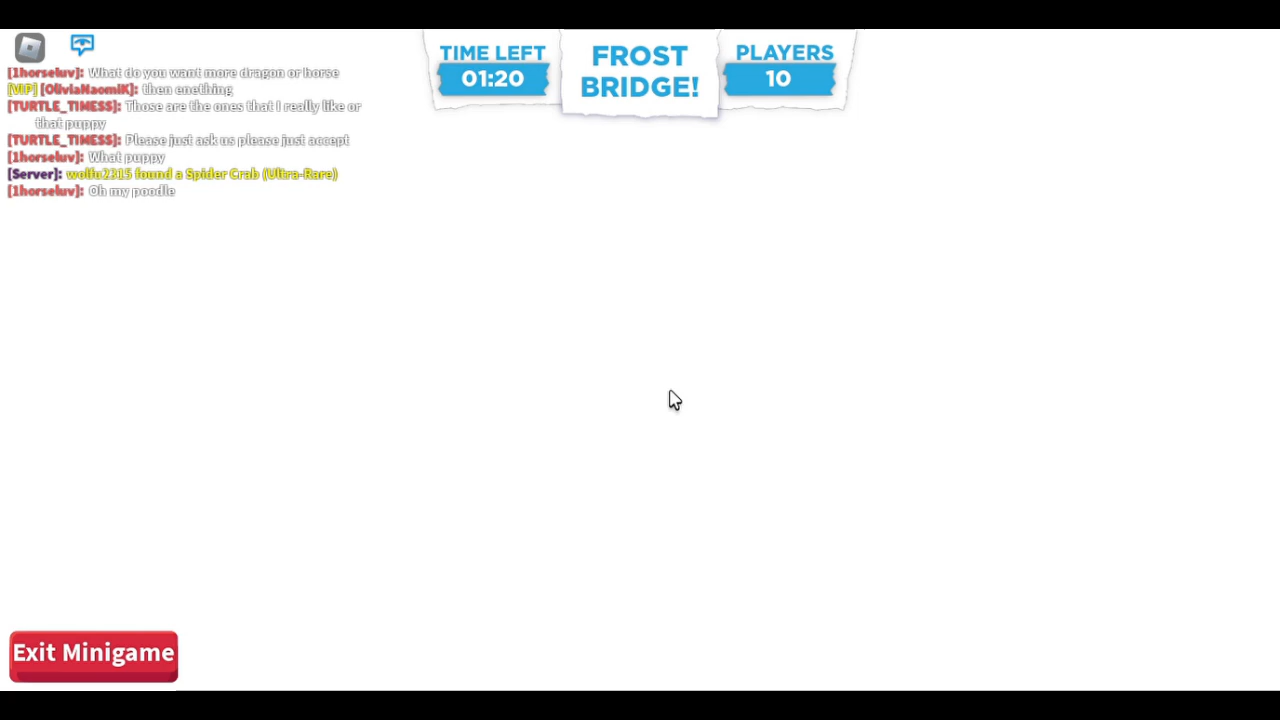 TIME LEFT
01:20
FROST
BRIDGE!
PLAYERS
10
[1horseluv]: What do you want more dragon or horse
[VIP] [OliviaNaomiK]: then enething
[TURTLE_TIMESS]: Those are the ones that I really like or
that puppy
[TURTLE_TIMESS]: Please just ask us please just accept
[1horseluv]: What puppy
[Server]: wolfu2315 found a Spider Crab (Ultra-Rare)
[1horseluv]: Oh my poodle
Exit Minigame